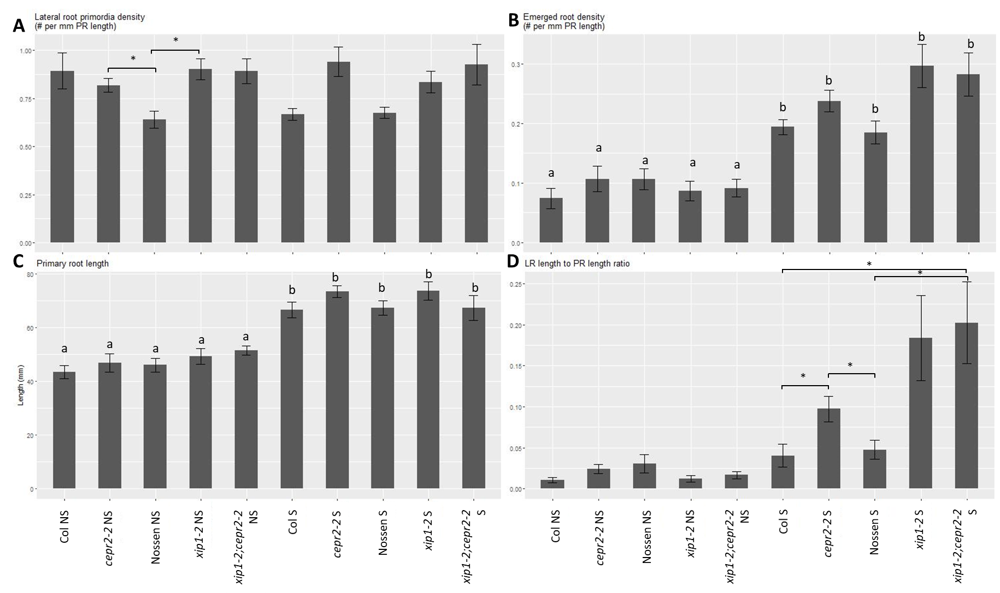 A
Lateral root primordia density
(# per mm PR length)
* *
1.00
0.75
0.50
0.25
0.00
B
Emerged root density
(# per mm PR length)
a a a a a b b b b b
0.3
0.2
0.1
0.0
C
Primary root length
a a a a a b b b b b
80
60
40
20
0
Length (mm)
Col NS
cepr2-2 NS
Nossen NS
xip1-2 NS
xip1-2;cepr2-2
NS
Col S
cepr2-2 S
Nossen S
xip1-2 S
xip1-2;cepr2-2
S
D
LR length to PR length ratio
*
*
* *
0.25
0.20
0.15
0.10
0.05
0.00
Col NS
cepr2-2 NS
Nossen NS
xip1-2 NS
xip1-2;cepr2-2
NS
Col S
cepr2-2 S
Nossen S
xip1-2 S
xip1-2;cepr2-2
S